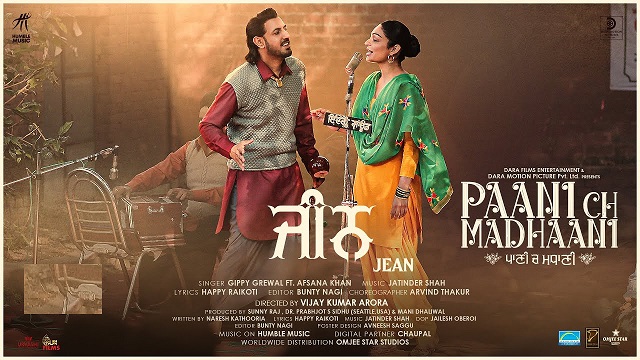 HUMBLE MUSIC
DARA FILMS ENTERTAINMENT &
DARA MOTION PICTURE Pvt. Ltd. PRESENTS
PAANI CH
MADHAANI
ਪਾਣੀ ਚ ਮਧਾਣੀ
ਜੀਨ
JEAN
SINGER GIPPY GREWAL FT. AFSANA KHAN MUSIC JATINDER SHAH
LYRICS HAPPY RAIKOTI EDITOR BUNTY NAGI CHOREOGRAPHER ARVIND THAKUR
DIRECTED BY VIJAY KUMAR ARORA
PRODUCED BY SUNNY RAJ, DR. PRABHJOT S SIDHU (SEATTLE,USA) & MANI DHALIWAL
WRITTEN BY NARESH KATHOORIA LYRICS HAPPY RAIKOTI MUSIC JATINDER SHAH DOP JAILESH OBEROI
EDITOR BUNTY NAGI POSTER DESIGN AVNEESH SAGGU
MUSIC ON HUMBLE MUSIC DIGITAL PARTNER CHAUPAL
WORLDWIDE DISTRIBUTION OMJEE STAR STUDIOS
FILMS
OMJEE STAR